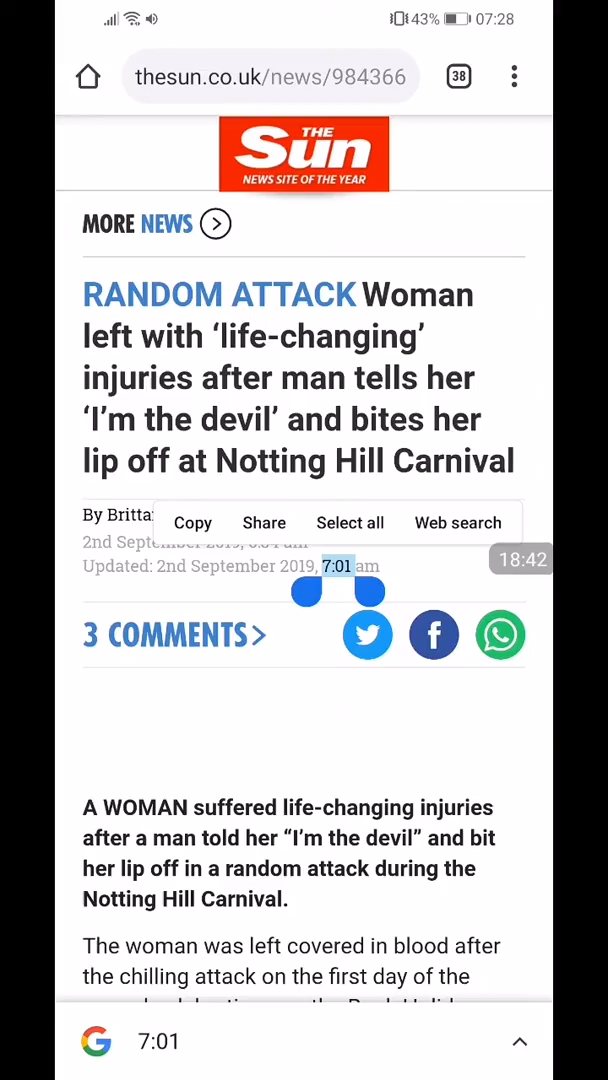 43% 07:28
thesun.co.uk/news/984366
38
THE
Sun
NEWS SITE OF THE YEAR
MORE NEWS
RANDOM ATTACK Woman
left with ‘life-changing’
injuries after man tells her
‘I’m the devil’ and bites her
lip off at Notting Hill Carnival
By Britta
Copy Share Select all Web search
2nd September 2019,
Updated: 2nd September 2019, 7:01 am
18:42
3 COMMENTS>
A WOMAN suffered life-changing injuries
after a man told her “I’m the devil” and bit
her lip off in a random attack during the
Notting Hill Carnival.
The woman was left covered in blood after
the chilling attack on the first day of the
7:01